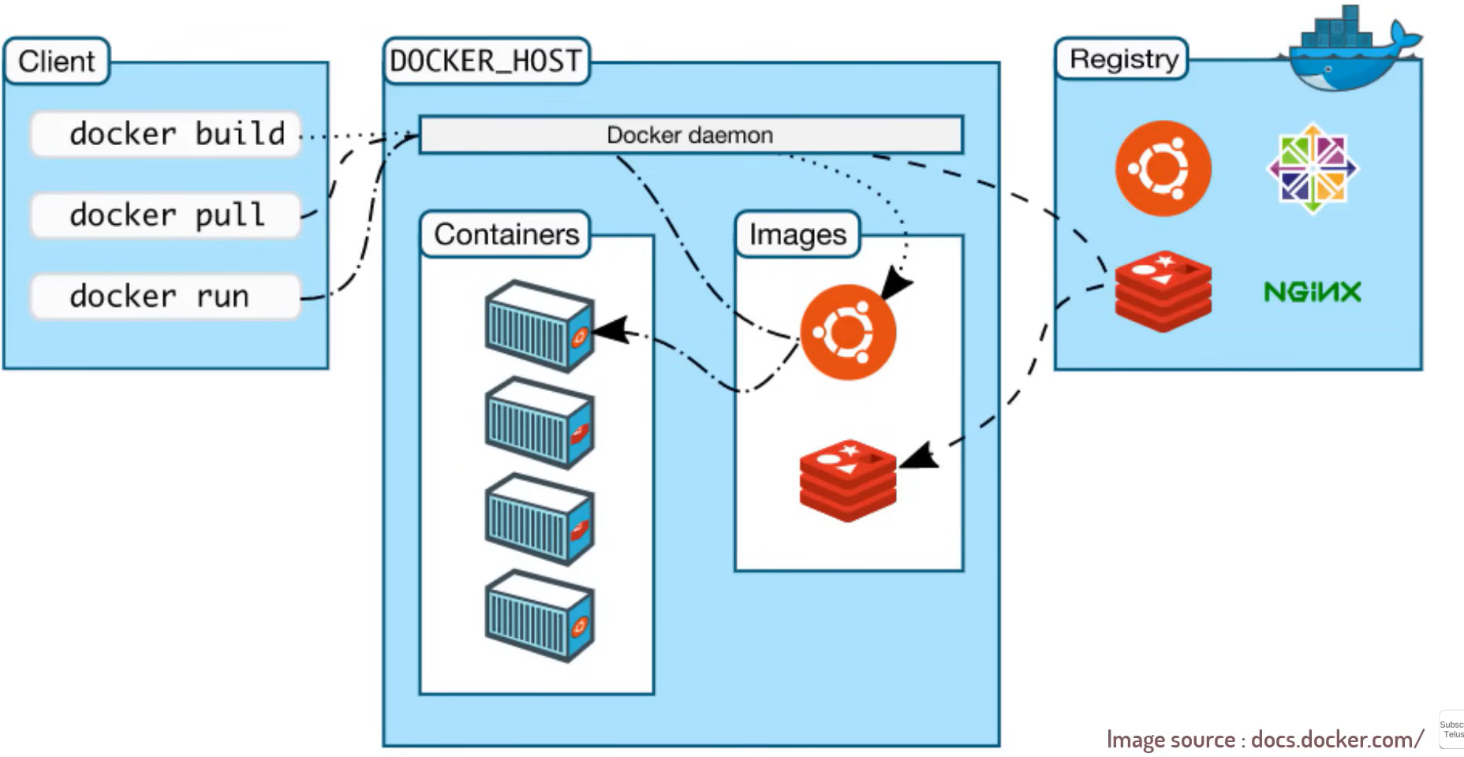 Client
docker build
docker pull
docker run
DOCKER_HOST
Docker daemon
Containers
Images
Registry
NGiNX
Image source : docs.docker.com/